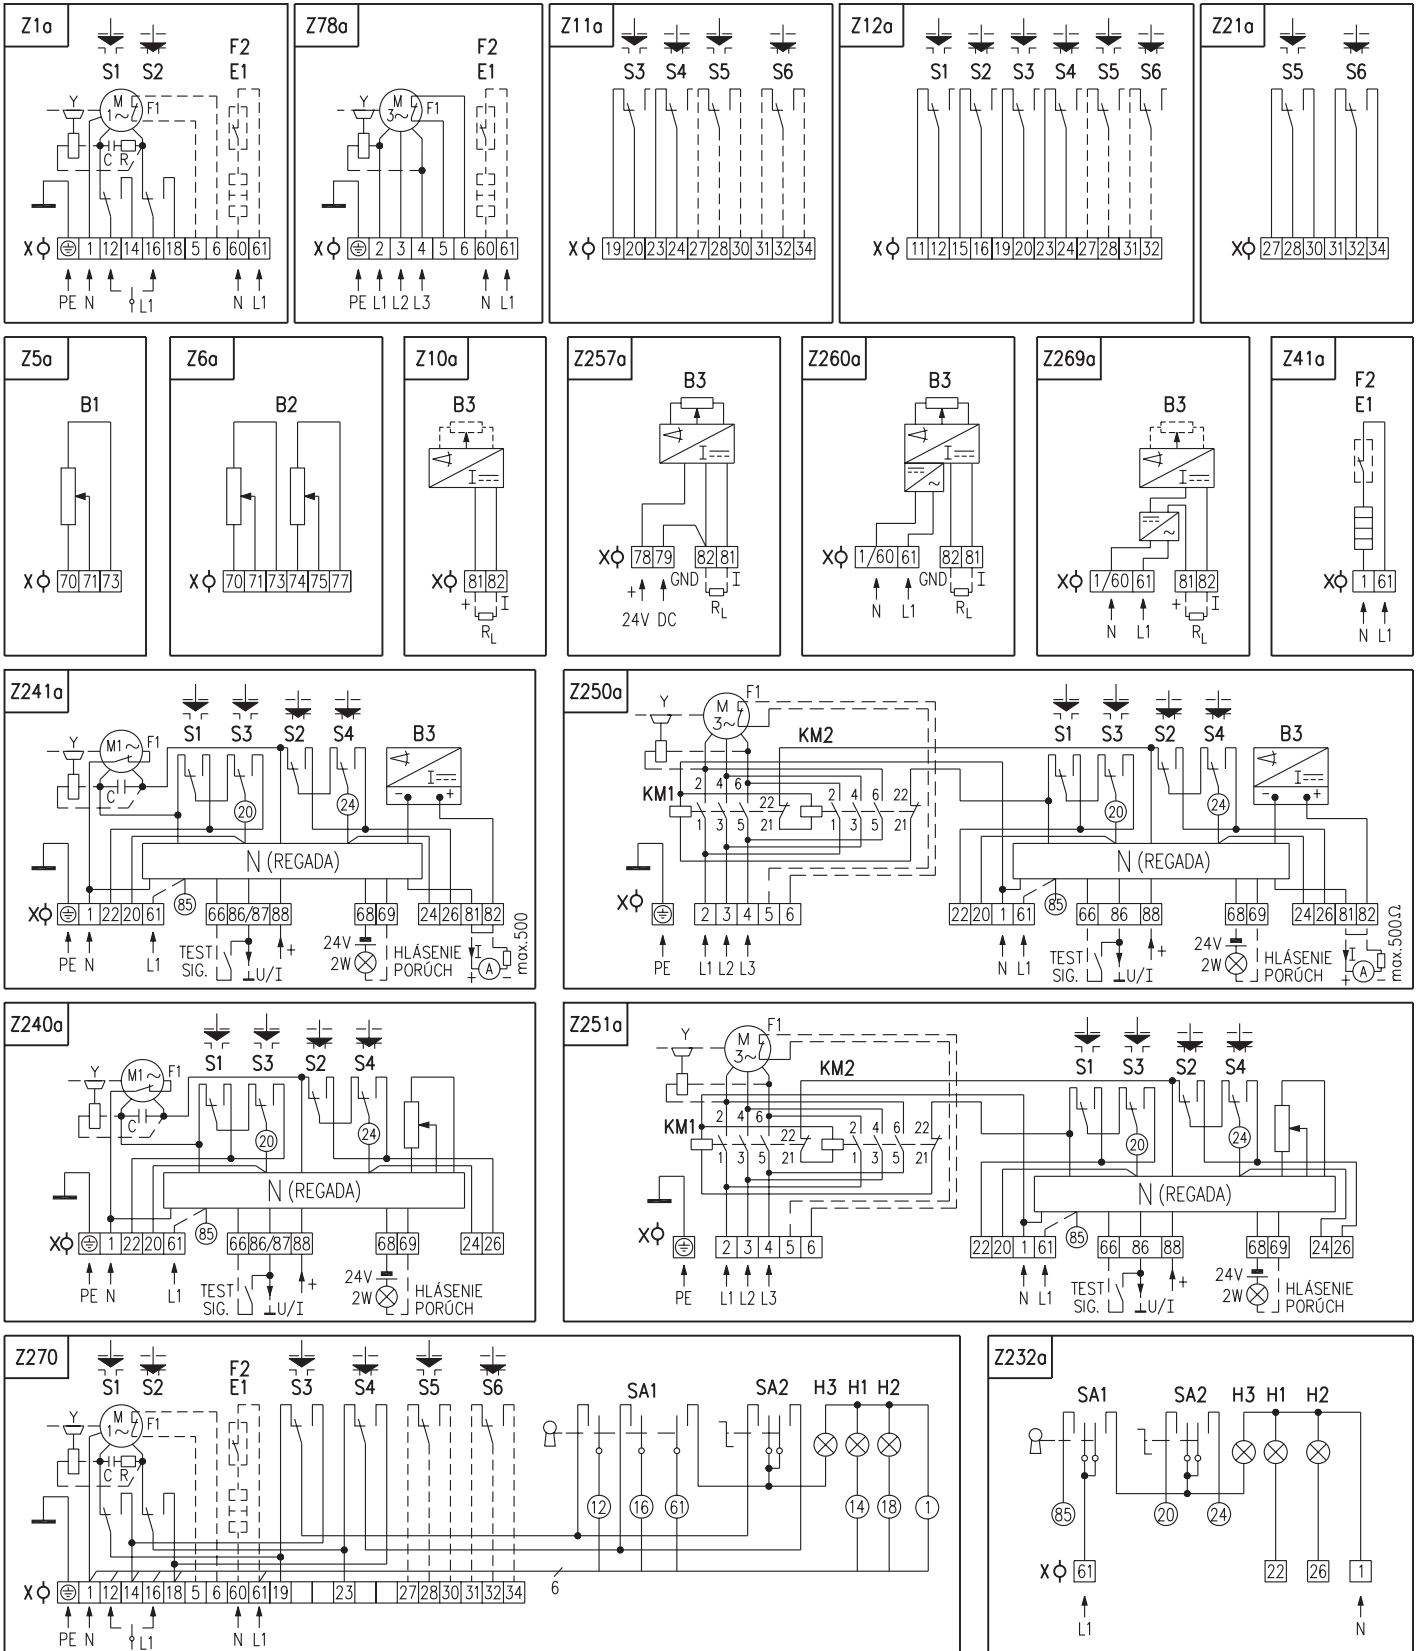 Z1a
S1 S2
F2
E1
Y
M
1~
F1
C R
X 1 12 14 16 18 5 6 60 61
PE N L1 N L1
Z78a
F2
E1
Y
M
3~
F1
X 2 3 4 5 6 60 61
PE L1 L2 L3 N L1
Z11a
S3 S4 S5 S6
X 19 20 23 24 27 28 30 31 32 34
Z12a
S1 S2 S3 S4 S5 S6
X 11 12 15 16 19 20 23 24 27 28 31 32
Z21a
S5 S6
X 27 28 30 31 32 34
Z5a
B1
X 70 71 73
Z6a
B2
X 70 71 73 74 75 77
Z10a
B3
I
X 81 82
+ I
RL
Z257a
B3
I
X 78 79 82 81
+ GND I
24V DC RL
Z260a
B3
I
~
X 1/60 61 82 81
GND I
N L1 RL
Z269a
B3
I
~
X 1/60 61 81 82
+ I
N L1 RL
Z41a
F2
E1
X 1 61
N L1
Z241a
S1 S3 S2 S4
Y
M1~
F1
C
B3
I
- +
20 24
N (REGADA)
85
X 1 22 20 61 66 86/87 88 68 69 24 26 81 82
PE N L1
TEST
SIG.
U/I
+
24V
2W
HLÁSENIE
PORÚCH
I
A
+ -
max.500
Z250a
Y
M
3~
F1
KM2
KM1
2 4 6 22 2 4 6 22
1 3 5 21 1 3 5 21
S1 S3 S2 S4
B3
I
- +
20 24
N (REGADA)
85
X 2 3 4 5 6 22 20 1 61 66 86 88 68 69 24 26 81 82
PE L1 L2 L3 N L1
TEST
SIG.
U/I
+
24V
2W
HLÁSENIE
PORÚCH
I
A
+ -
max.500Ω
Z240a
S1 S3 S2 S4
Y
M1~
F1
C
20 24
N (REGADA)
85
X 1 22 20 61 66 86/87 88 68 69 24 26
PE N L1
TEST
SIG.
U/I
+
24V
2W
HLÁSENIE
PORÚCH
Z251a
Y
M
3~
F1
KM2
KM1
2 4 6 22 2 4 6 22
1 3 5 21 1 3 5 21
S1 S3 S2 S4
20 24
N (REGADA)
85
X 2 3 4 5 6 22 20 1 61 66 86 88 68 69 24 26
PE L1 L2 L3 N L1
TEST
SIG.
U/I
+
24V
2W
HLÁSENIE
PORÚCH
Z270
S1 S2
F2
E1
S3 S4 S5 S6
SA1 SA2 H3 H1 H2
Y
M
1~
F1
C R
12 16 61 14 18 1
6
X 1 12 14 16 18 5 6 60 61 19 23 27 28 30 31 32 34
PE N L1 N L1
Z232a
SA1 SA2 H3 H1 H2
85 20 24
X 61 22 26 1
L1 N